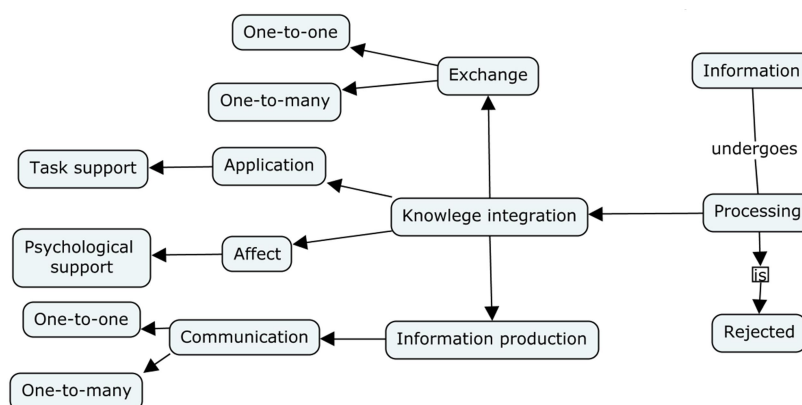 One-to-one
Exchange
Information
One-to-many
undergoes
Task support
Application
Knowlege integration
Processing
Psychological
support
Affect
is
One-to-one
Communication
Information production
Rejected
One-to-many